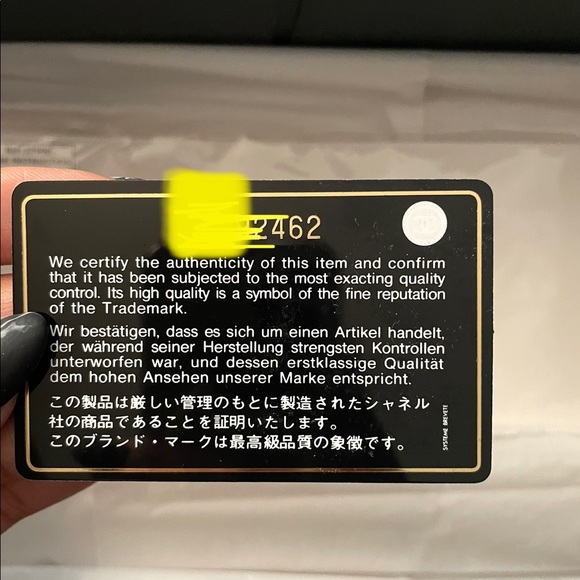 2462
We certify the authenticity of this item and confirm
that it has been subjected to the most exacting quality
control. Its high quality is a symbol of the fine reputation
of the Trademark.
Wir bestätigen, dass es sich um einen Artikel handelt,
der während seiner Herstellung strengsten Kontrollen
unterworfen war, und dessen erstklassige Qualität
dem hohen Ansehen unserer Marke entspricht.
この製品は厳しい管理のもとに製造されたシャネル
社の商品であることを証明いたします。
このブランド・マークは最高級品質の象徴です。
SYSTEME BREVETE